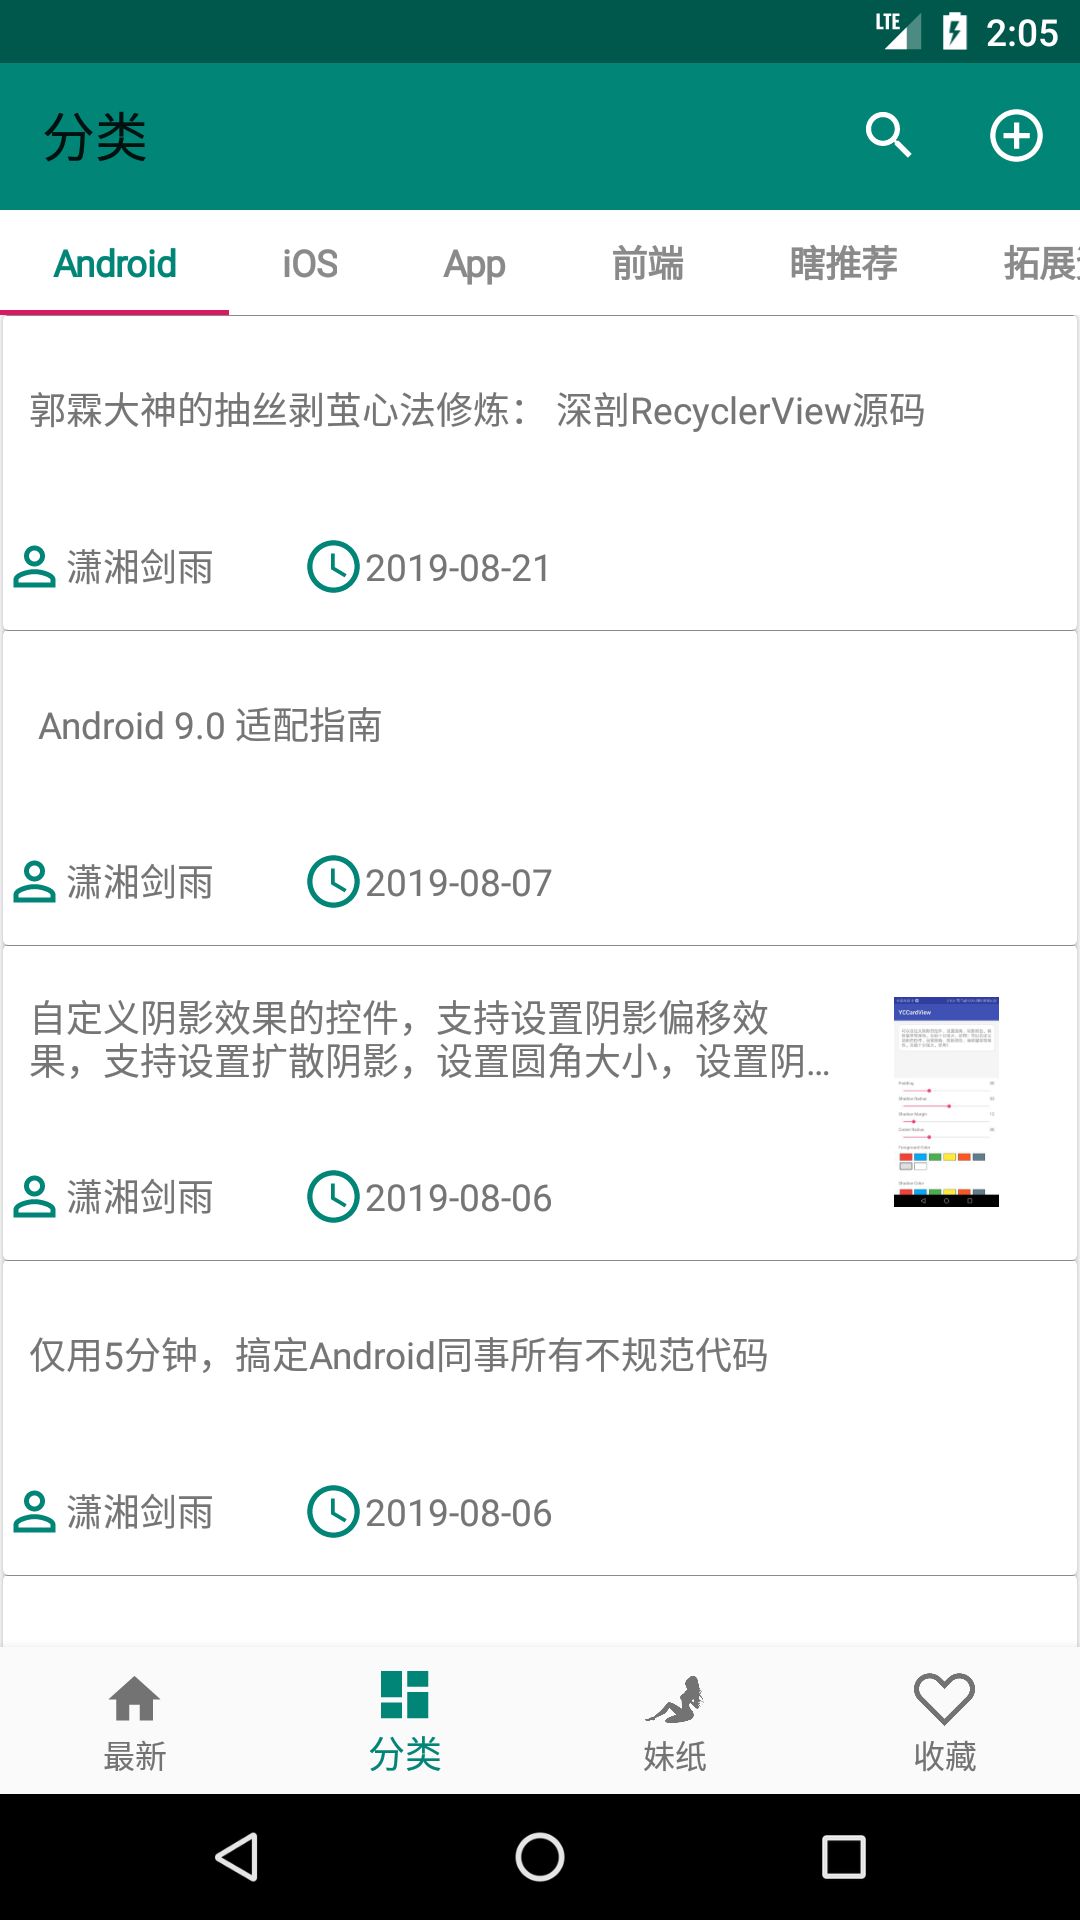 LTE 2:05
分类
Android iOS App 前端 瞎推荐 拓展
郭霖大神的抽丝剥茧心法修炼： 深剖RecyclerView源码
潇湘剑雨 2019-08-21
Android 9.0 适配指南
潇湘剑雨 2019-08-07
自定义阴影效果的控件，支持设置阴影偏移效
果，支持设置扩散阴影，设置圆角大小，设置阴...
YCCardView
潇湘剑雨 2019-08-06
仅用5分钟，搞定Android同事所有不规范代码
潇湘剑雨 2019-08-06
最新 分类 妹纸 收藏